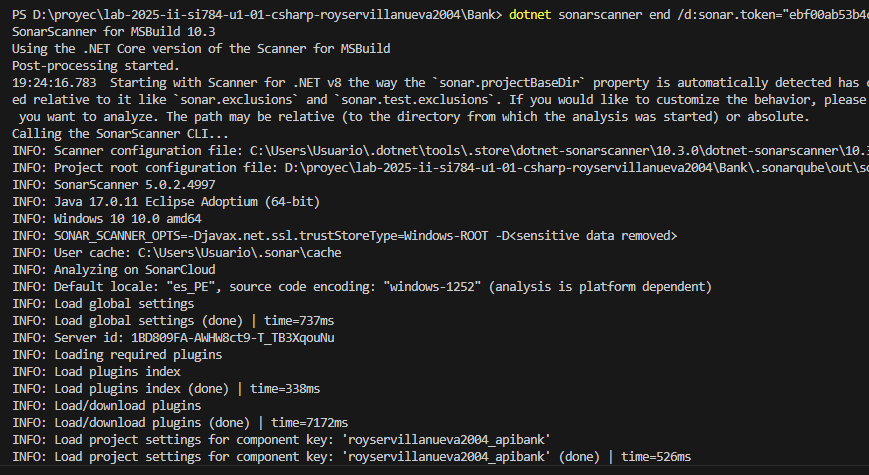 PS D:\proyec\lab-2025-ii-si784-u1-01-csharp-royservillanueva2004\Bank> dotnet sonarscanner end /d:sonar.token="ebf00ab53b4
SonarScanner for MSBuild 10.3
Using the .NET Core version of the Scanner for MSBuild
Post-processing started.
19:24:16.783  Starting with Scanner for .NET v8 the way the `sonar.projectBaseDir` property is automatically detected has
ed relative to it like `sonar.exclusions` and `sonar.test.exclusions`. If you would like to customize the behavior, please
 you want to analyze. The path may be relative (to the directory from which the analysis was started) or absolute.
Calling the SonarScanner CLI...
INFO: Scanner configuration file: C:\Users\Usuario\.dotnet\tools\.store\dotnet-sonarscanner\10.3.0\dotnet-sonarscanner\10.3
INFO: Project root configuration file: D:\proyec\lab-2025-ii-si784-u1-01-csharp-royservillanueva2004\Bank\.sonarqube\out\so
INFO: SonarScanner 5.0.2.4997
INFO: Java 17.0.11 Eclipse Adoptium (64-bit)
INFO: Windows 10 10.0 amd64
INFO: SONAR_SCANNER_OPTS=-Djavax.net.ssl.trustStoreType=Windows-ROOT -D<sensitive data removed>
INFO: User cache: C:\Users\Usuario\.sonar\cache
INFO: Analyzing on SonarCloud
INFO: Default locale: "es_PE", source code encoding: "windows-1252" (analysis is platform dependent)
INFO: Load global settings
INFO: Load global settings (done) | time=737ms
INFO: Server id: 1BD809FA-AWHW8ct9-T_TB3XqouNu
INFO: Loading required plugins
INFO: Load plugins index
INFO: Load plugins index (done) | time=338ms
INFO: Load/download plugins
INFO: Load/download plugins (done) | time=7172ms
INFO: Load project settings for component key: 'royservillanueva2004_apibank'
INFO: Load project settings for component key: 'royservillanueva2004_apibank' (done) | time=526ms